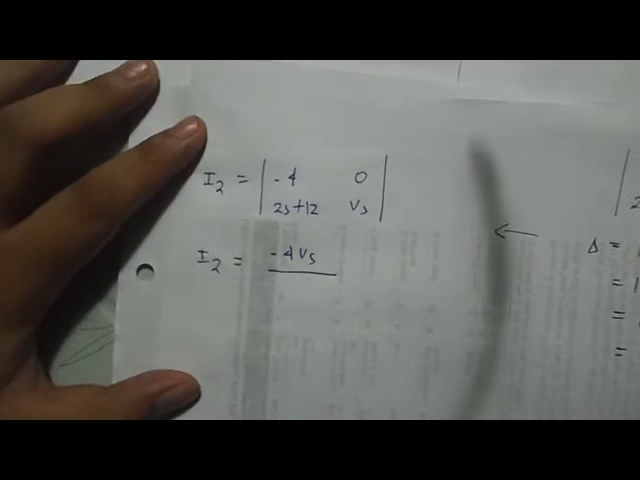 I2 = | -4 0 |
| 2s+12 Vs |
I2 = -4Vs
Δ =
=
=
=